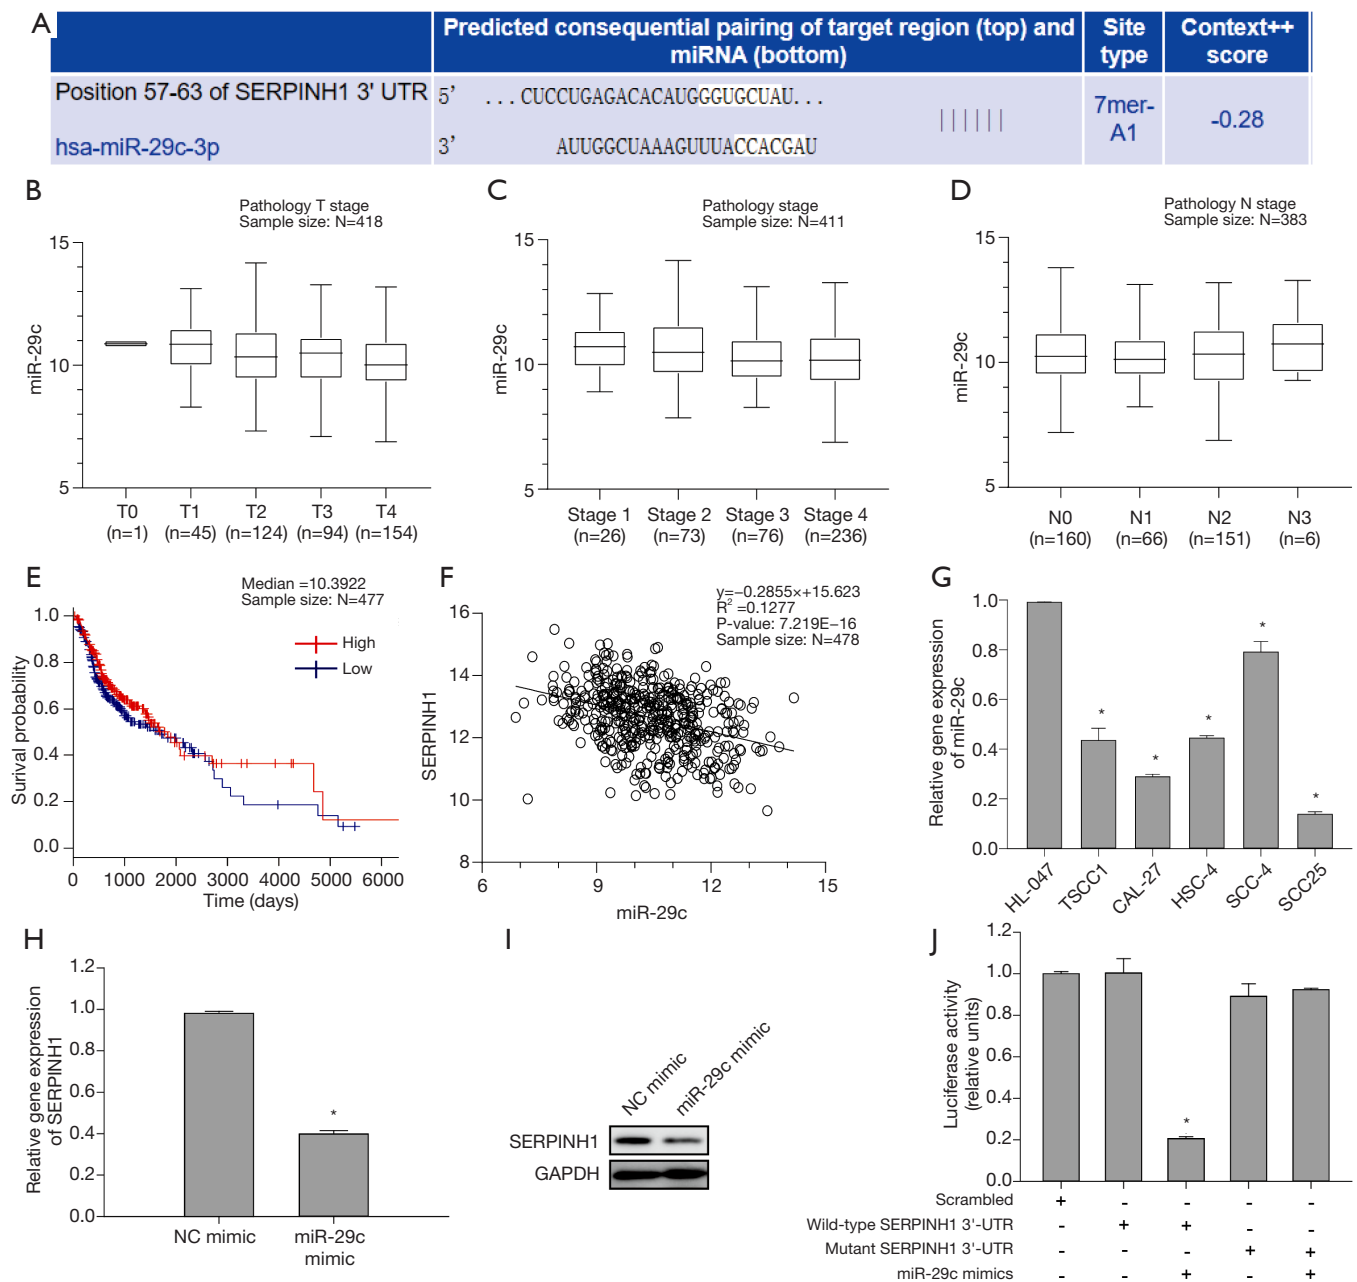 A
Predicted consequential pairing of target region (top) and
miRNA (bottom)
Site
type
Context++
score
Position 57-63 of SERPINH1 3' UTR
5' ...CUCCUGAGACACAUGGGUGCUAU...
hsa-miR-29c-3p
3' AUUGGCUAAAGUUUACCACGAU
7mer-
A1
-0.28
B
Pathology T stage
Sample size: N=418
miR-29c
15
10
5
T0
(n=1)
T1
(n=45)
T2
(n=124)
T3
(n=94)
T4
(n=154)
C
Pathology stage
Sample size: N=411
miR-29c
15
10
5
Stage 1
(n=26)
Stage 2
(n=73)
Stage 3
(n=76)
Stage 4
(n=236)
D
Pathology N stage
Sample size: N=383
miR-29c
15
10
5
N0
(n=160)
N1
(n=66)
N2
(n=151)
N3
(n=6)
E
Median =10.3922
Sample size: N=477
High
Low
Surival probability
1.0
0.8
0.6
0.4
0.2
0.0
0 1000 2000 3000 4000 5000 6000
Time (days)
F
y=−0.2855×+15.623
R2 =0.1277
P-value: 7.219E−16
Sample size: N=478
SERPINH1
16
14
12
10
8
6 9 12 15
miR-29c
G
Relative gene expression
of miR-29c
1.0
0.8
0.6
0.4
0.2
0.0
* * * * *
HL-047 TSCC1 CAL-27 HSC-4 SCC-4 SCC25
H
Relative gene expression
of SERPINH1
1.2
1.0
0.8
0.6
0.4
0.2
0.0
*
NC mimic
miR-29c
mimic
I
NC mimic
miR-29c mimic
SERPINH1
GAPDH
J
Luciferase activity
(relative units)
1.2
1.0
0.8
0.6
0.4
0.2
0.0
*
Scrambled + - - - -
Wild-type SERPINH1 3'-UTR - + + - -
Mutant SERPINH1 3'-UTR - - - + +
miR-29c mimics - - + - +